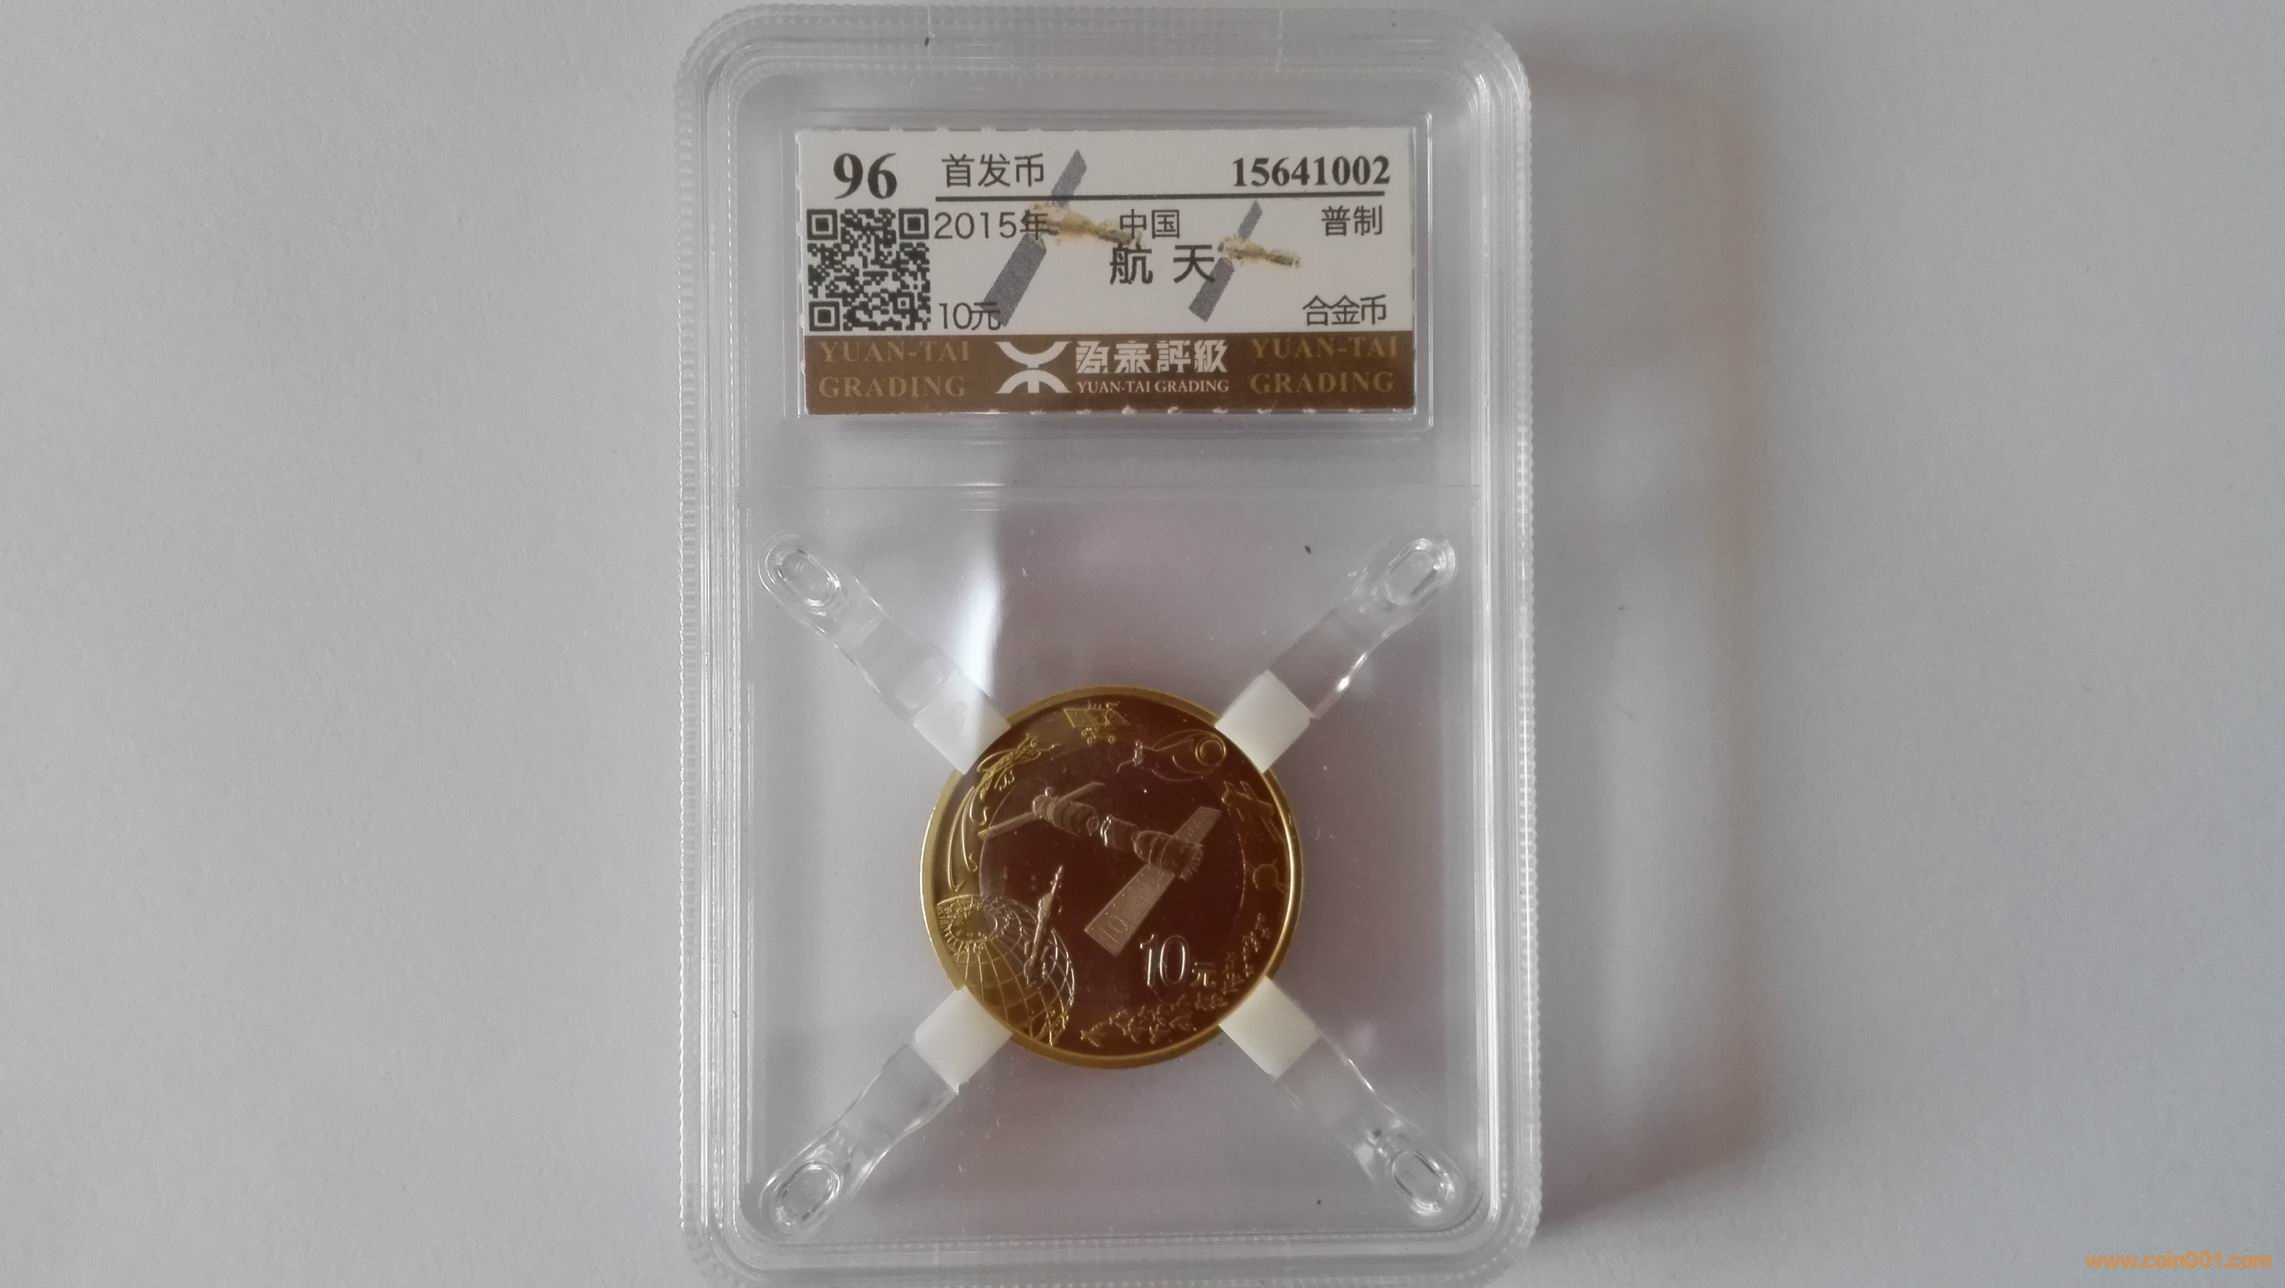 96 首发币 15641002
2015年 中国 普制
航天
10元 合金币
YUAN-TAI GRADING
源泰評級
YUAN-TAI GRADING
YUAN-TAI GRADING
10元
www.coin001.com